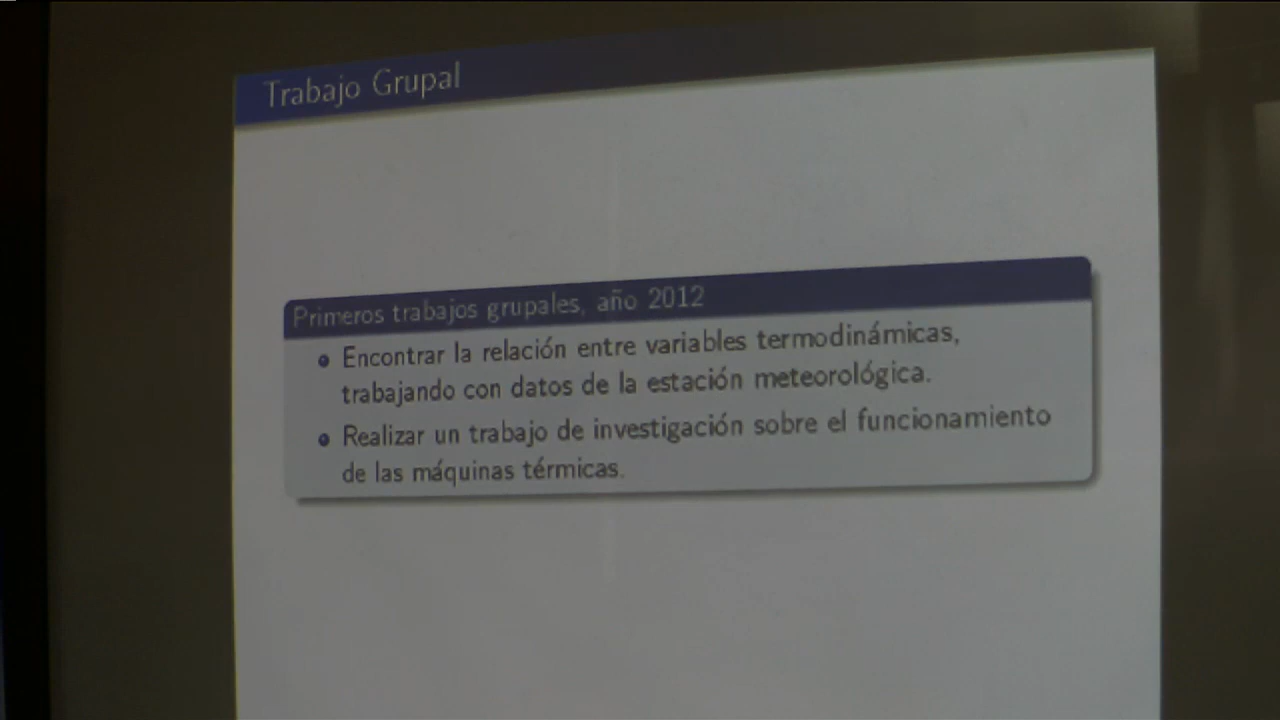 Trabajo Grupal
Primeros trabajos grupales, año 2012
Encontrar la relación entre variables termodinámicas,
trabajando con datos de la estación meteorológica.
Realizar un trabajo de investigación sobre el funcionamiento
de las máquinas térmicas.